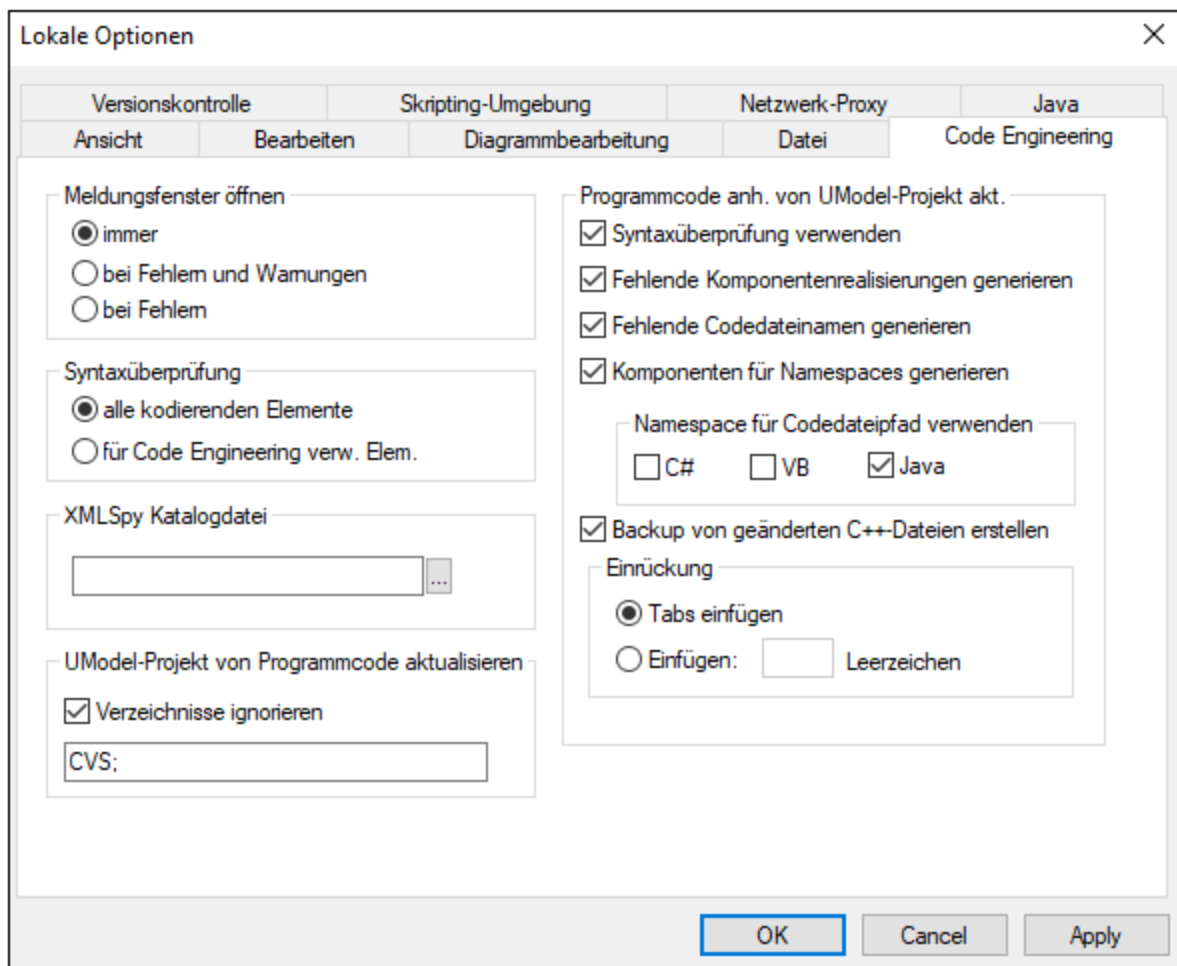 Lokale Optionen
Versionskontrolle Skripting-Umgebung Netzwerk-Proxy Java
Ansicht Bearbeiten Diagrammbearbeitung Datei Code Engineering
Meldungsfenster öffnen
immer
bei Fehlern und Warnungen
bei Fehlern
Syntaxüberprüfung
alle kodierenden Elemente
für Code Engineering verw. Elem.
XMLSpy Katalogdatei
...
UModel-Projekt von Programmcode aktualisieren
Verzeichnisse ignorieren
CVS;
Programmcode anh. von UModel-Projekt akt.
Syntaxüberprüfung verwenden
Fehlende Komponentenrealisierungen generieren
Fehlende Codedateinamen generieren
Komponenten für Namespaces generieren
Namespace für Codedateipfad verwenden
C# VB Java
Backup von geänderten C++-Dateien erstellen
Einrückung
Tabs einfügen
Einfügen: Leerzeichen
OK Cancel Apply